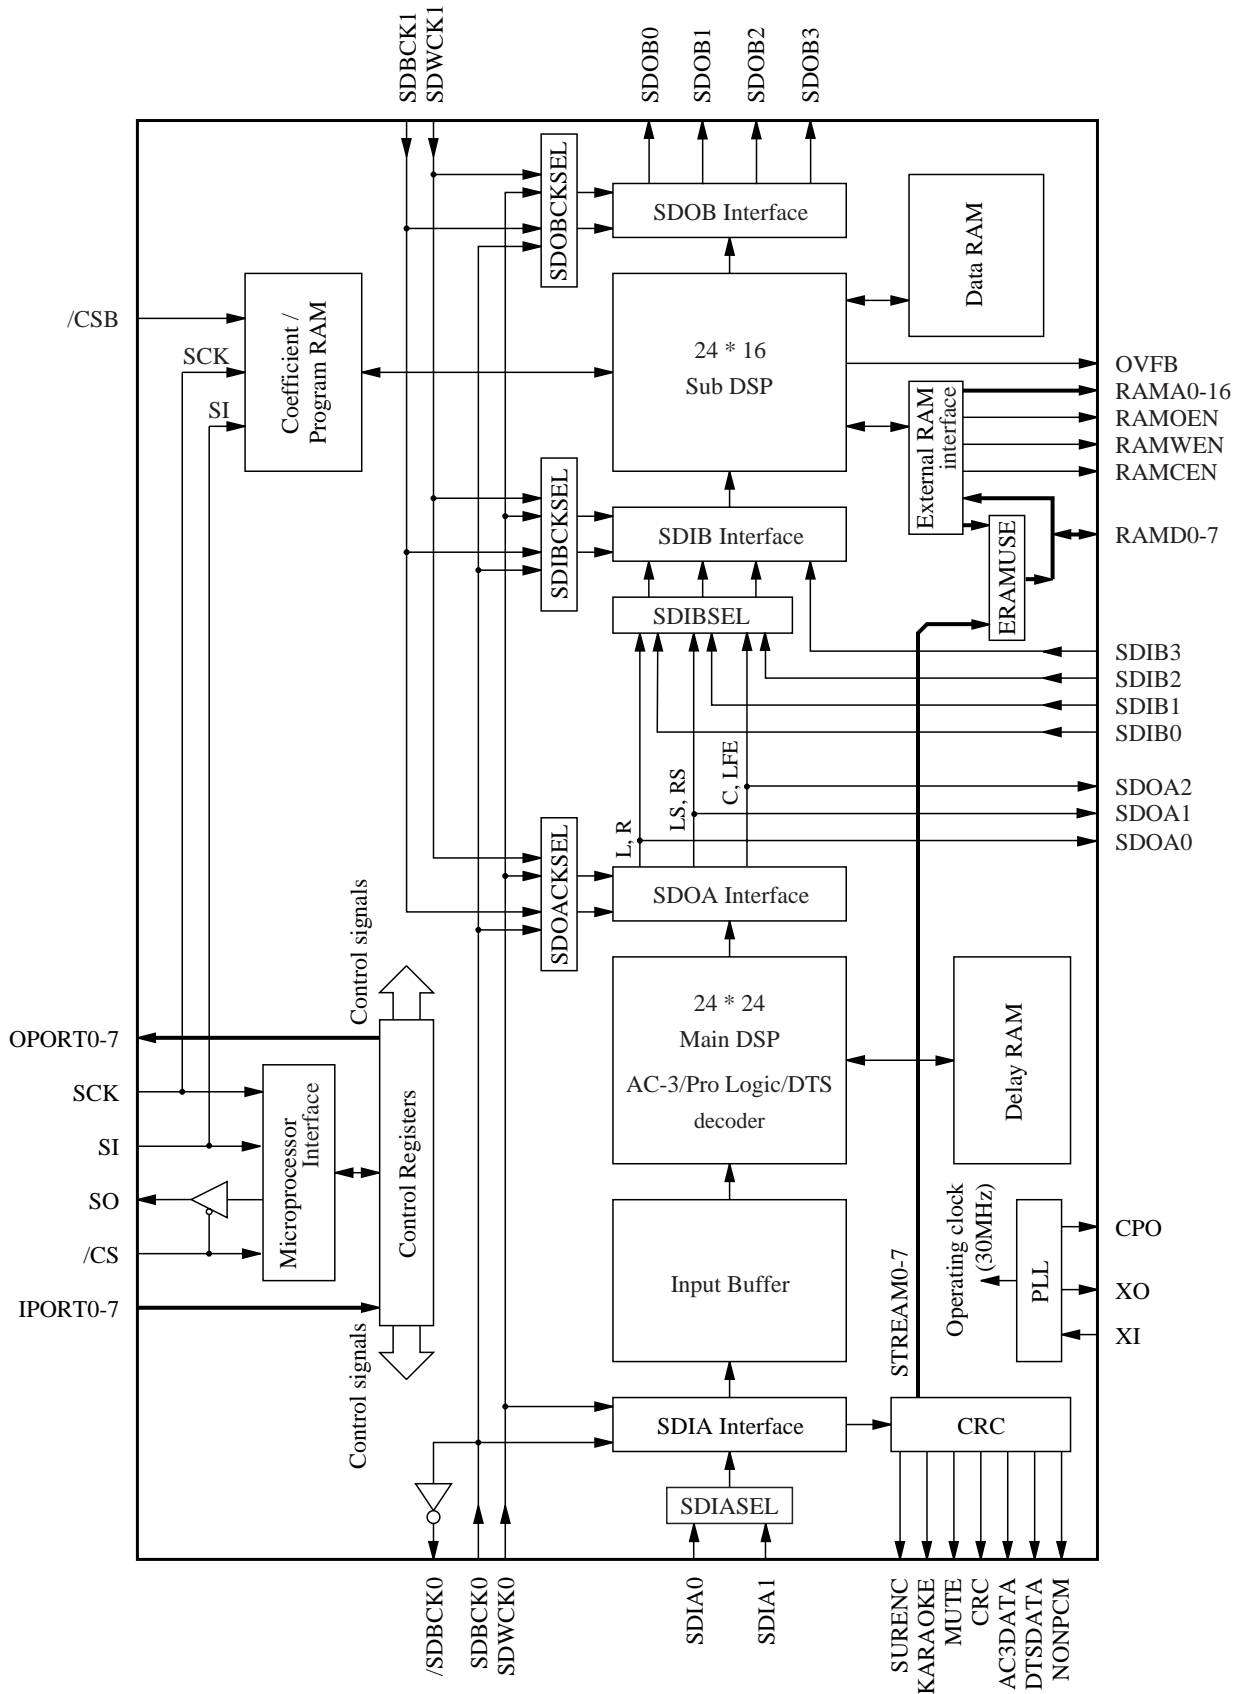 SDBCK1
SDWCK1
SDOB0
SDOB1
SDOB2
SDOB3
SDOBCKSEL
SDOB Interface
Data RAM
/CSB
SCK
SI
Coefficient /
Program RAM
24 * 16
Sub DSP
OVFB
RAMA0-16
RAMOEN
RAMWEN
RAMCEN
External RAM
interface
SDIBCKSEL
SDIB Interface
ERAMUSE
RAMD0-7
SDIBSEL
SDIB3
SDIB2
SDIB1
SDIB0
L, R
LS, RS
C, LFE
SDOA2
SDOA1
SDOA0
SDOACKSEL
SDOA Interface
Control signals
24 * 24
Main DSP
AC-3/Pro Logic/DTS
decoder
Delay RAM
OPORT0-7
SCK
SI
SO
/CS
IPORT0-7
Microprocessor
Interface
Control Registers
Control signals
Input Buffer
STREAM0-7
Operating clock
(30MHz)
PLL
CPO
XO
XI
SDIA Interface
CRC
SDIASEL
/SDBCK0
SDBCK0
SDWCK0
SDIA0
SDIA1
SURENC
KARAOKE
MUTE
CRC
AC3DATA
DTSDATA
NONPCM